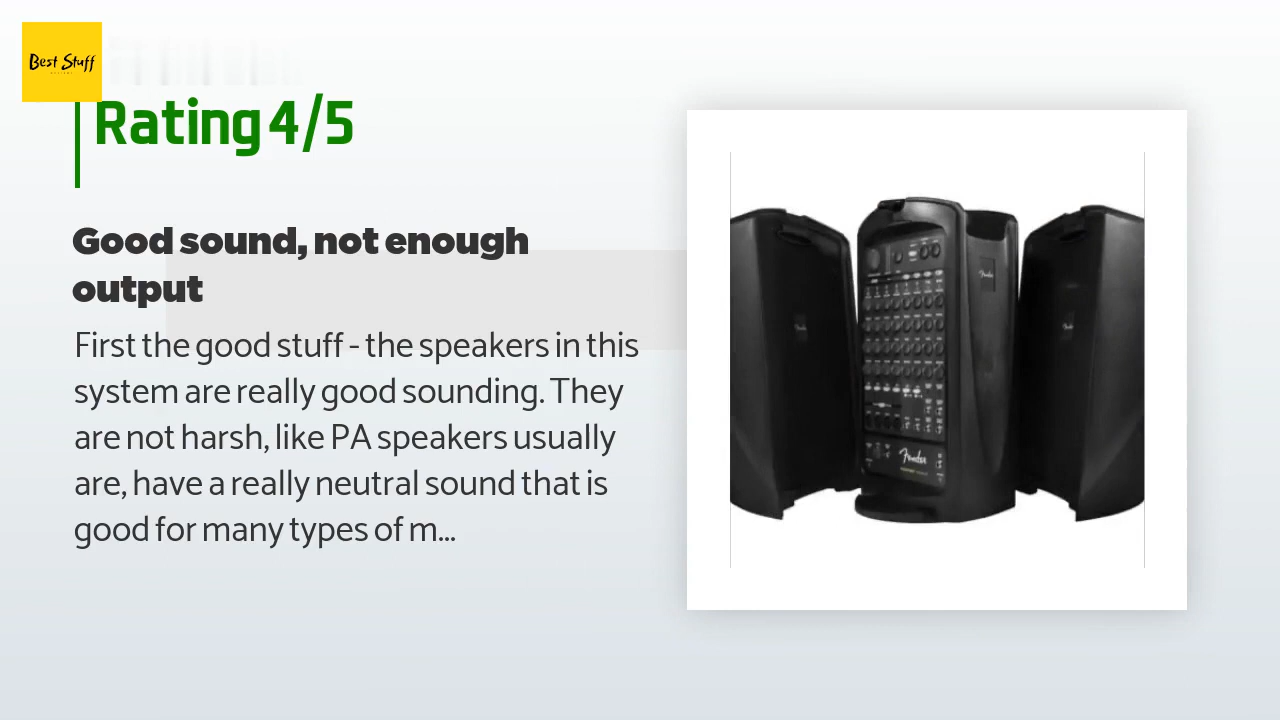 Best Stuff
Rating 4/5
Good sound, not enough
output
First the good stuff - the speakers in this
system are really good sounding. They
are not harsh, like PA speakers usually
are, have a really neutral sound that is
good for many types of m...
Fender